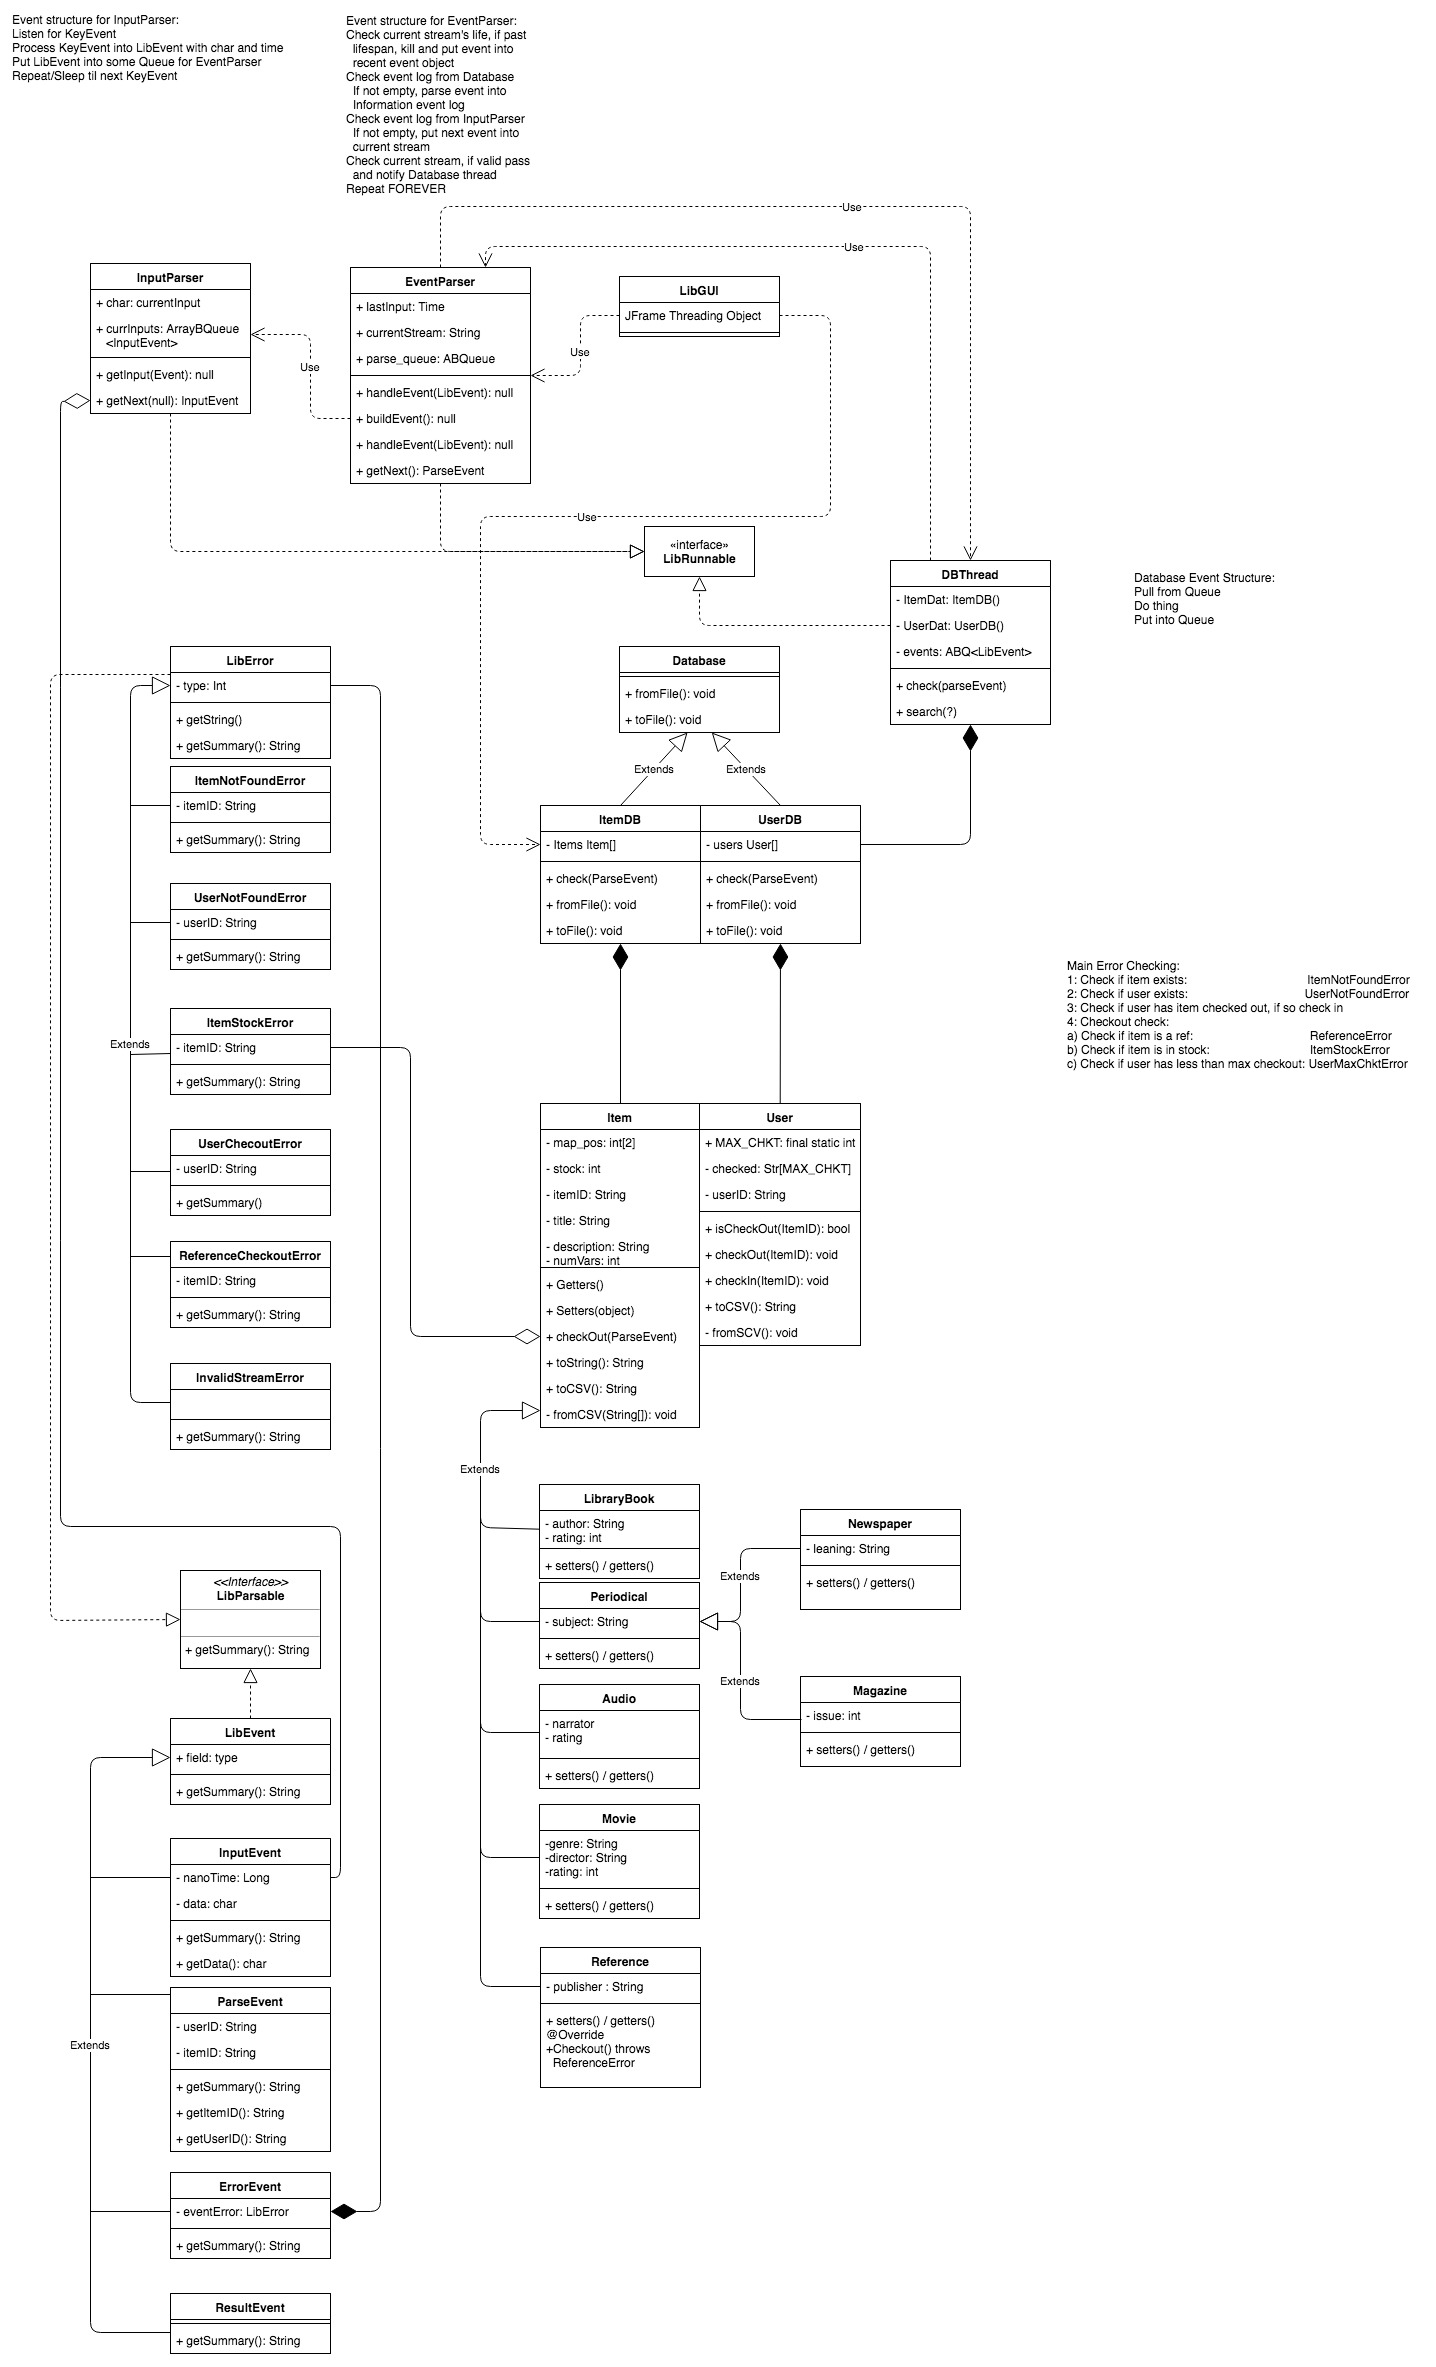 Event structure for InputParser:
Listen for KeyEvent
Process KeyEvent into LibEvent with char and time
Put LibEvent into some Queue for EventParser
Repeat/Sleep til next KeyEvent
Event structure for EventParser:
Check current stream's life, if past
lifespan, kill and put event into
recent event object
Check event log from Database
If not empty, parse event into
Information event log
Check event log from InputParser
If not empty, put next event into
current stream
Check current stream, if valid pass
and notify Database thread
Repeat FOREVER
Use
Use
InputParser
+ char: currentInput
+ currInputs: ArrayBQueue
<InputEvent>
+ getInput(Event): null
+ getNext(null): InputEvent
Use
EventParser
+ lastInput: Time
+ currentStream: String
+ parse_queue: ABQueue
+ handleEvent(LibEvent): null
+ buildEvent(): null
+ handleEvent(LibEvent): null
+ getNext(): ParseEvent
Use
LibGUI
JFrame Threading Object
Use
«interface»
LibRunnable
DBThread
- ItemDat: ItemDB()
- UserDat: UserDB()
- events: ABQ<LibEvent>
+ check(parseEvent)
+ search(?)
Database Event Structure:
Pull from Queue
Do thing
Put into Queue
LibError
- type: Int
+ getString()
+ getSummary(): String
Database
+ fromFile(): void
+ toFile(): void
Extends
Extends
ItemNotFoundError
- itemID: String
+ getSummary(): String
ItemDB
- Items Item[]
+ check(ParseEvent)
+ fromFile(): void
+ toFile(): void
UserDB
- users User[]
+ check(ParseEvent)
+ fromFile(): void
+ toFile(): void
UserNotFoundError
- userID: String
+ getSummary(): String
Main Error Checking:
1: Check if item exists: ItemNotFoundError
2: Check if user exists: UserNotFoundError
3: Check if user has item checked out, if so check in
4: Checkout check:
a) Check if item is a ref: ReferenceError
b) Check if item is in stock: ItemStockError
c) Check if user has less than max checkout: UserMaxChktError
Extends
ItemStockError
- itemID: String
+ getSummary(): String
UserChecoutError
- userID: String
+ getSummary()
ReferenceCheckoutError
- itemID: String
+ getSummary(): String
InvalidStreamError
+ getSummary(): String
Item
- map_pos: int[2]
- stock: int
- itemID: String
- title: String
- description: String
- numVars: int
+ Getters()
+ Setters(object)
+ checkOut(ParseEvent)
+ toString(): String
+ toCSV(): String
- fromCSV(String[]): void
User
+ MAX_CHKT: final static int
- checked: Str[MAX_CHKT]
- userID: String
+ isCheckOut(ItemID): bool
+ checkOut(ItemID): void
+ checkIn(ItemID): void
+ toCSV(): String
- fromSCV(): void
Extends
LibraryBook
- author: String
- rating: int
+ setters() / getters()
Periodical
- subject: String
+ setters() / getters()
Extends
Extends
Newspaper
- leaning: String
+ setters() / getters()
Magazine
- issue: int
+ setters() / getters()
Audio
- narrator
- rating
+ setters() / getters()
Movie
-genre: String
-director: String
-rating: int
+ setters() / getters()
Reference
- publisher : String
+ setters() / getters()
@Override
+Checkout() throws
ReferenceError
<<Interface>>
LibParsable
+ getSummary(): String
LibEvent
+ field: type
+ getSummary(): String
InputEvent
- nanoTime: Long
- data: char
+ getSummary(): String
+ getData(): char
Extends
ParseEvent
- userID: String
- itemID: String
+ getSummary(): String
+ getItemID(): String
+ getUserID(): String
ErrorEvent
- eventError: LibError
+ getSummary(): String
ResultEvent
+ getSummary(): String